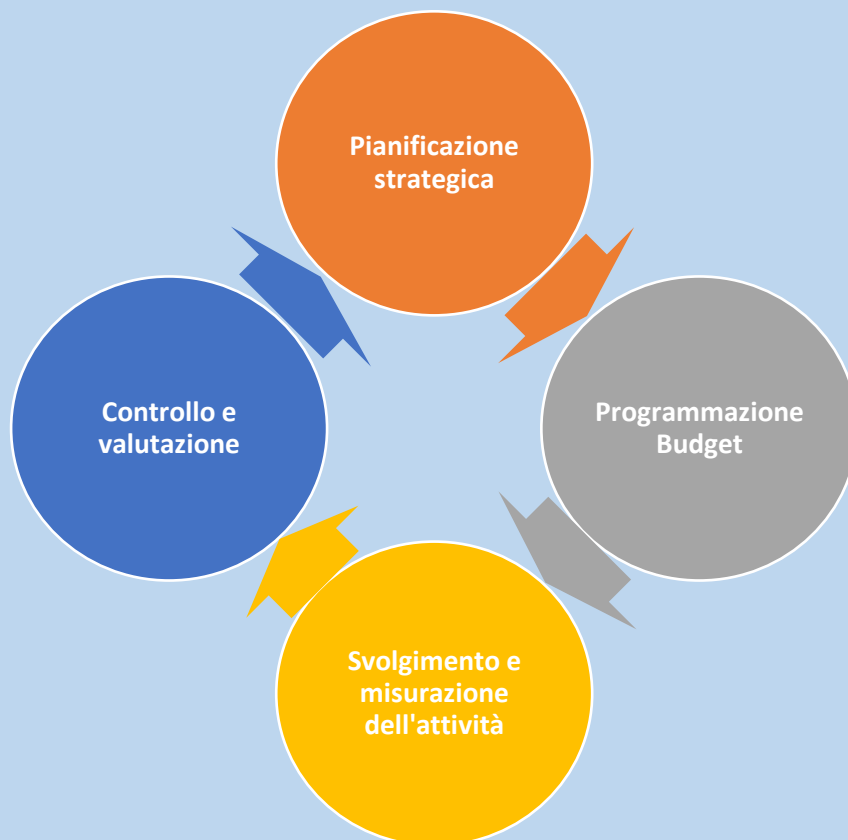 Pianificazione
strategica
Programmazione
Budget
Svolgimento e
misurazione
dell'attività
Controllo e
valutazione